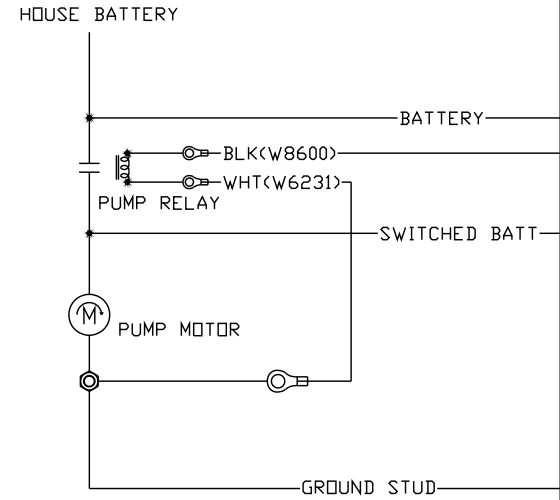 HOUSE BATTERY
BATTERY
BLK(W8600)
WHT(W6231)
PUMP RELAY
SWITCHED BATT
M
PUMP MOTOR
GROUND STUD